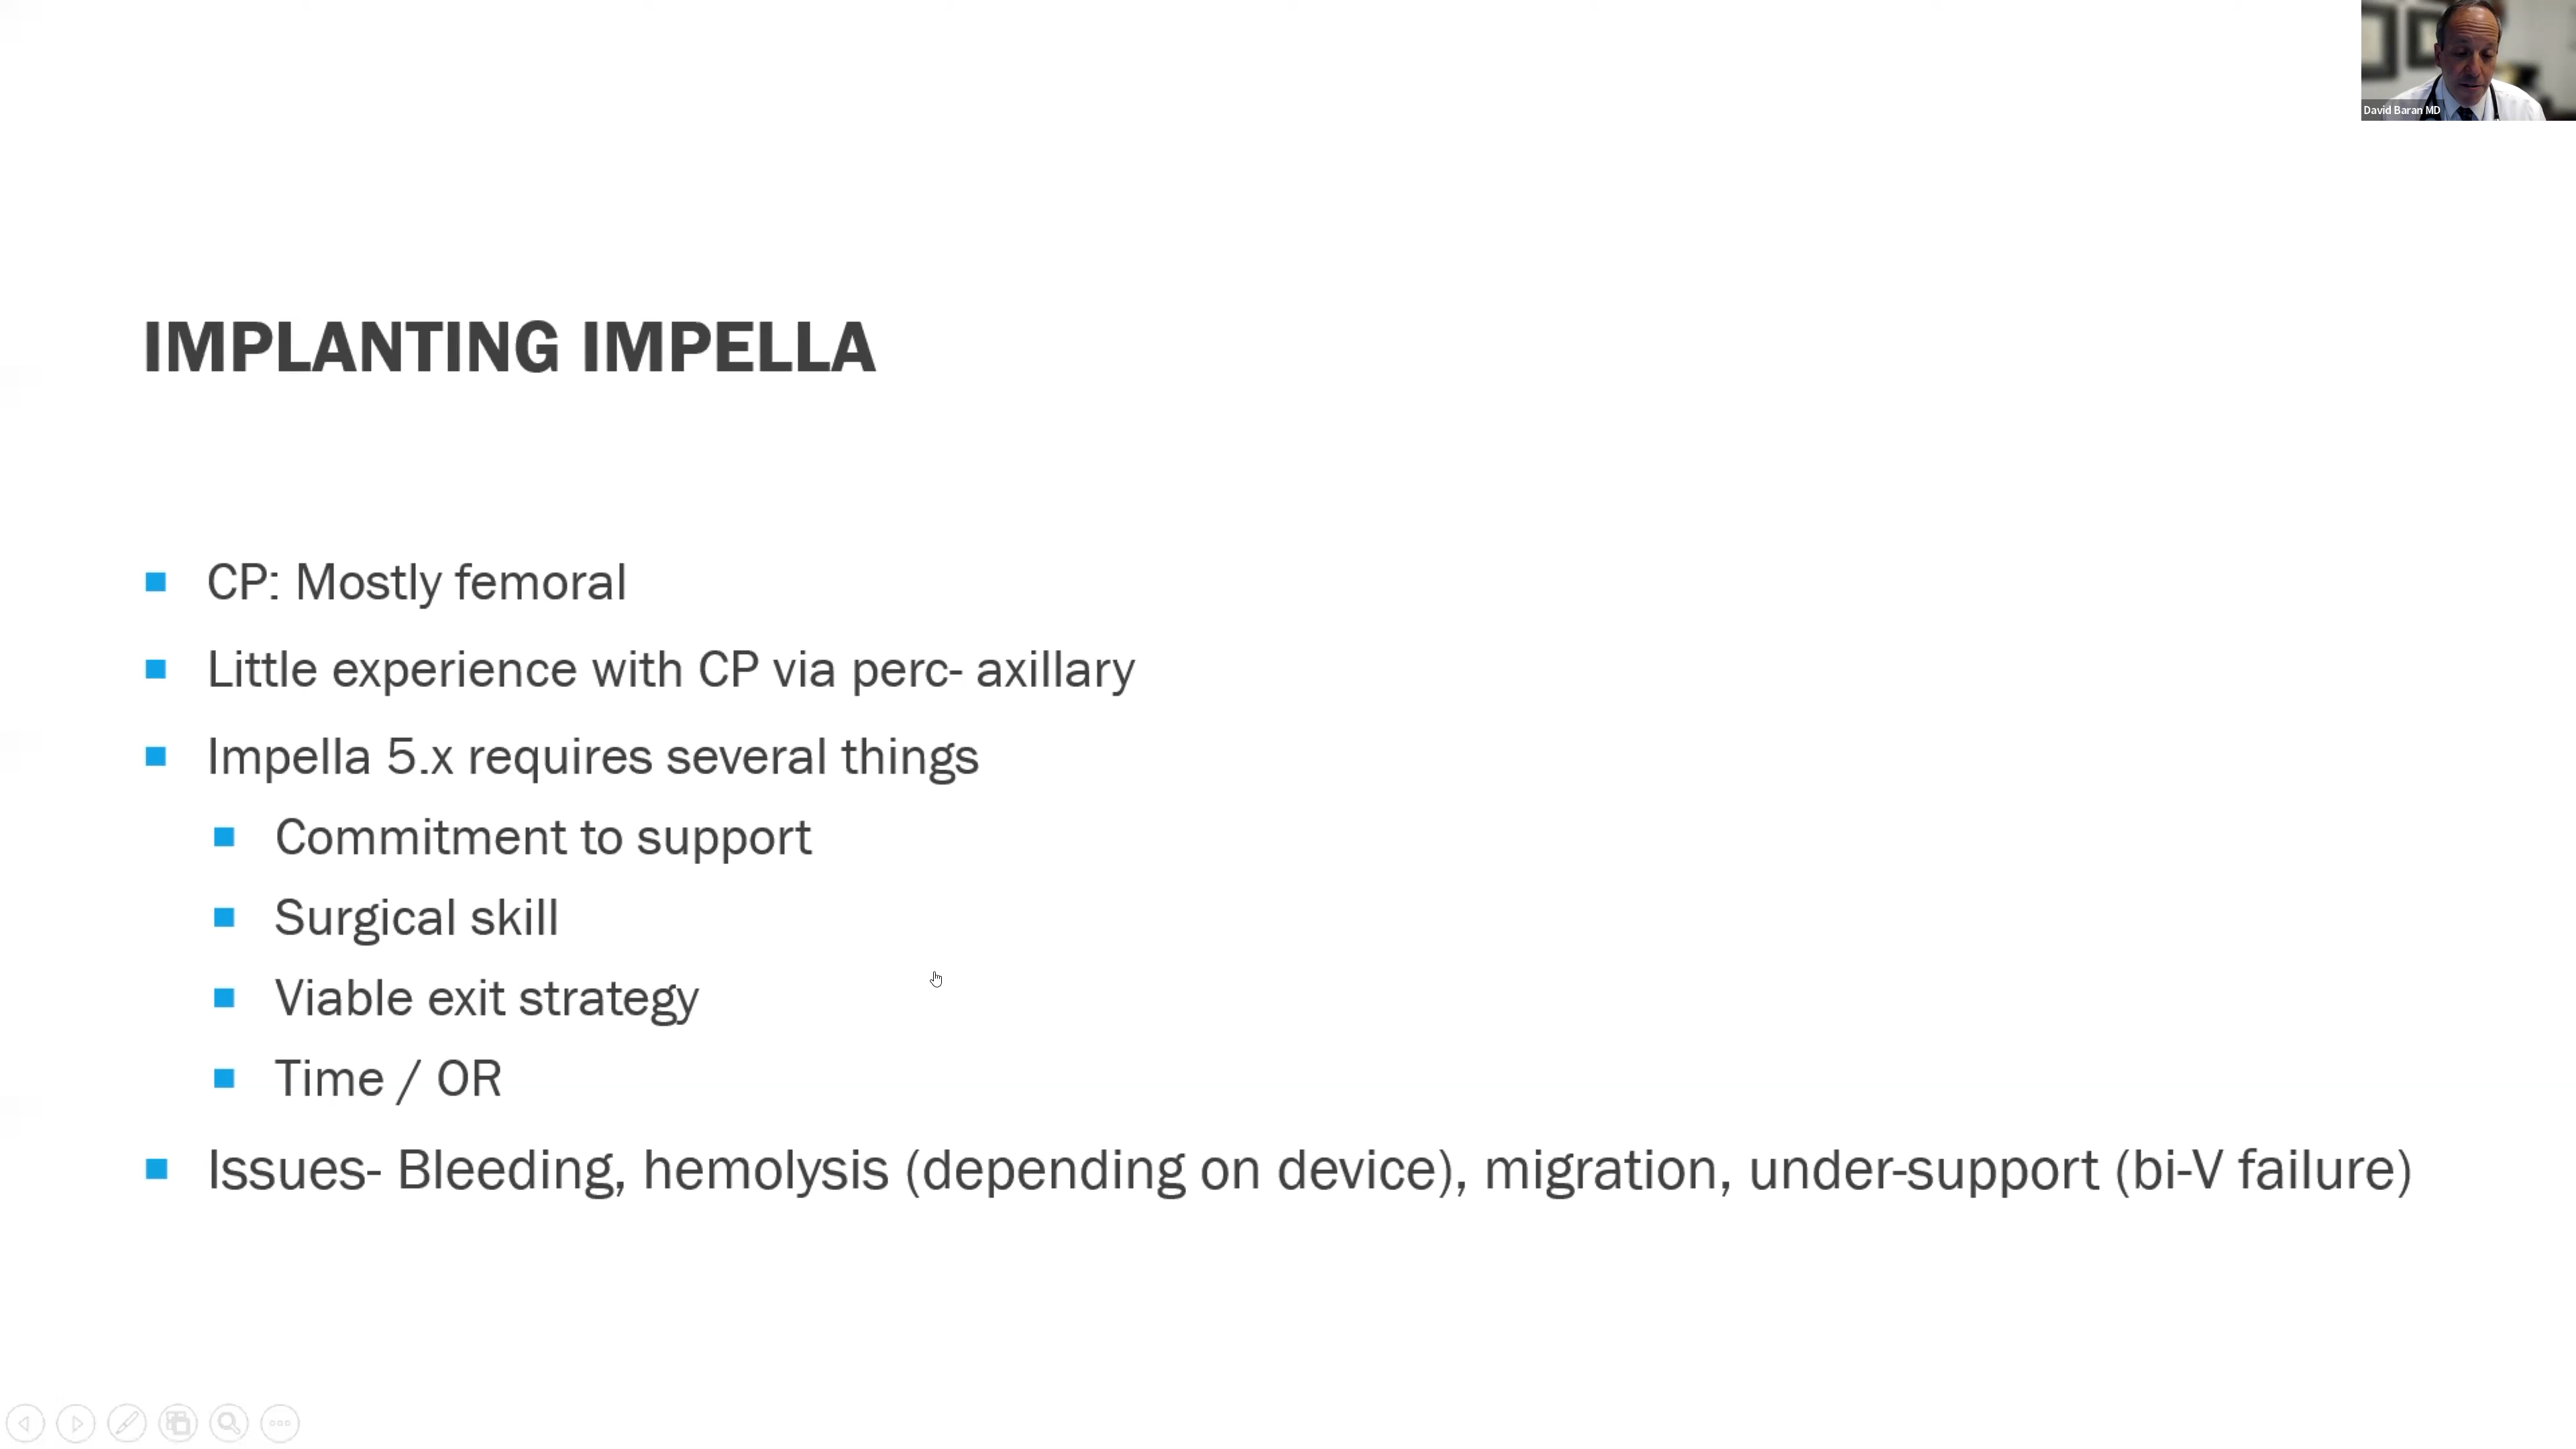 David Baran MD
IMPLANTING IMPELLA
CP: Mostly femoral
Little experience with CP via perc- axillary
Impella 5.x requires several things
Commitment to support
Surgical skill
Viable exit strategy
Time / OR
Issues- Bleeding, hemolysis (depending on device), migration, under-support (bi-V failure)